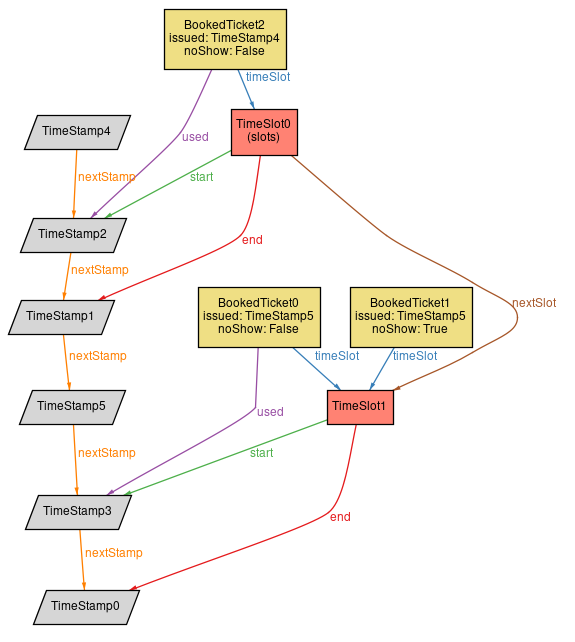 BookedTicket2
issued: TimeStamp4
noShow: False
timeSlot
TimeStamp4
TimeSlot0
(slots)
used
nextStamp
start
TimeStamp2
end
nextStamp
BookedTicket0
issued: TimeStamp5
noShow: False
BookedTicket1
issued: TimeStamp5
noShow: True
nextSlot
TimeStamp1
nextStamp
timeSlot
timeSlot
TimeStamp5
TimeSlot1
used
nextStamp
start
TimeStamp3
end
nextStamp
TimeStamp0